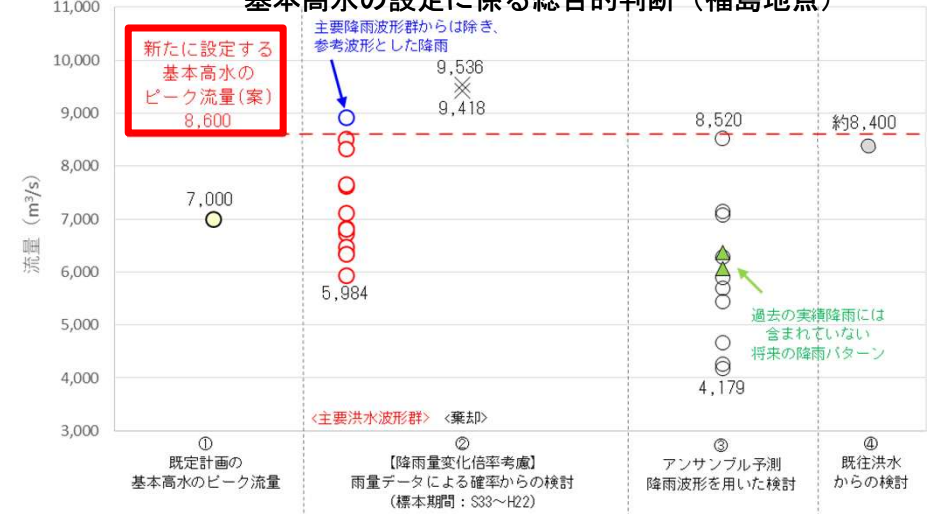 基本高水の設定に係る総合的判断（福島地点）
11,000
10,000
9,000
8,000
7,000
6,000
5,000
4,000
3,000
流量（m³/s）
新たに設定する
基本高水の
ピーク流量(案)
8,600
主要降雨波形群からは除き、
参考波形とした降雨
9,536
9,418
8,520
約8,400
7,000
5,984
過去の実績降雨には
含まれていない
将来の降雨パターン
4,179
<主要洪水波形群> <棄却>
①
既定計画の
基本高水のピーク流量
②
【降雨量変化倍率考慮】
雨量データによる確率からの検討
(標本期間：S33～H22)
③
アンサンブル予測
降雨波形を用いた検討
④
既往洪水
からの検討